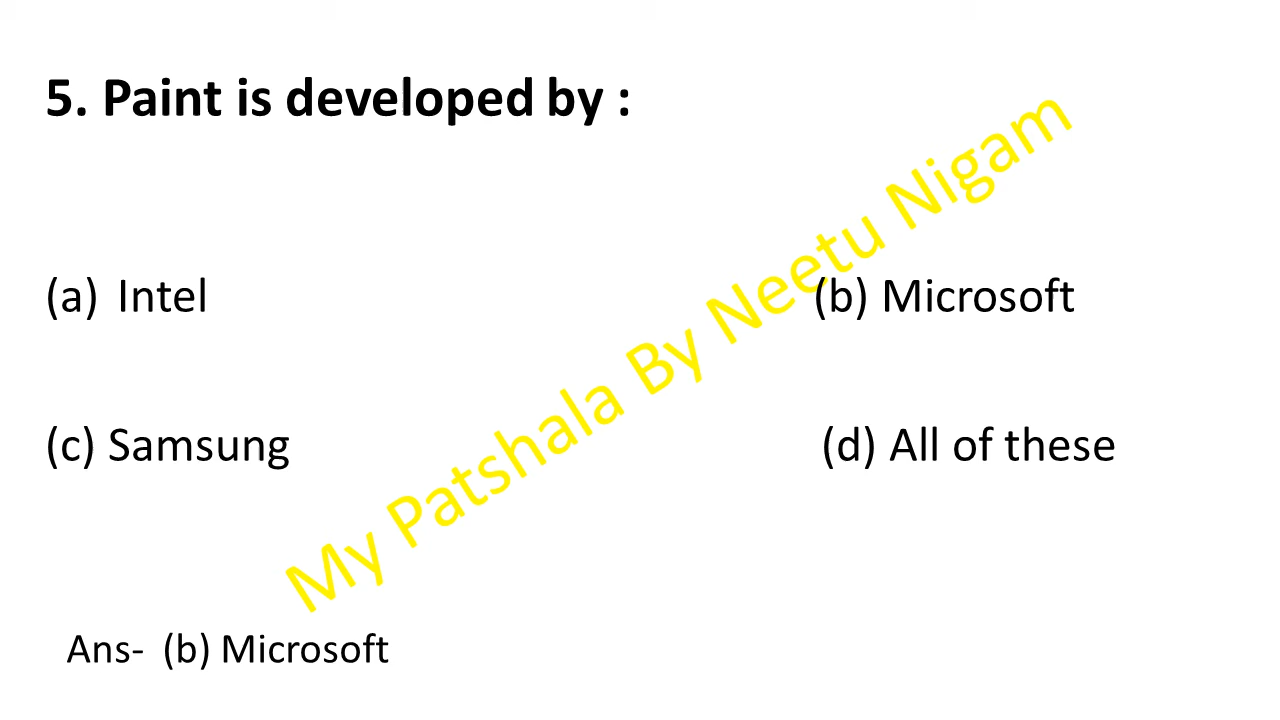 5. Paint is developed by :
(a) Intel
(b) Microsoft
(c) Samsung
(d) All of these
My Patshala By Neetu Nigam
Ans- (b) Microsoft